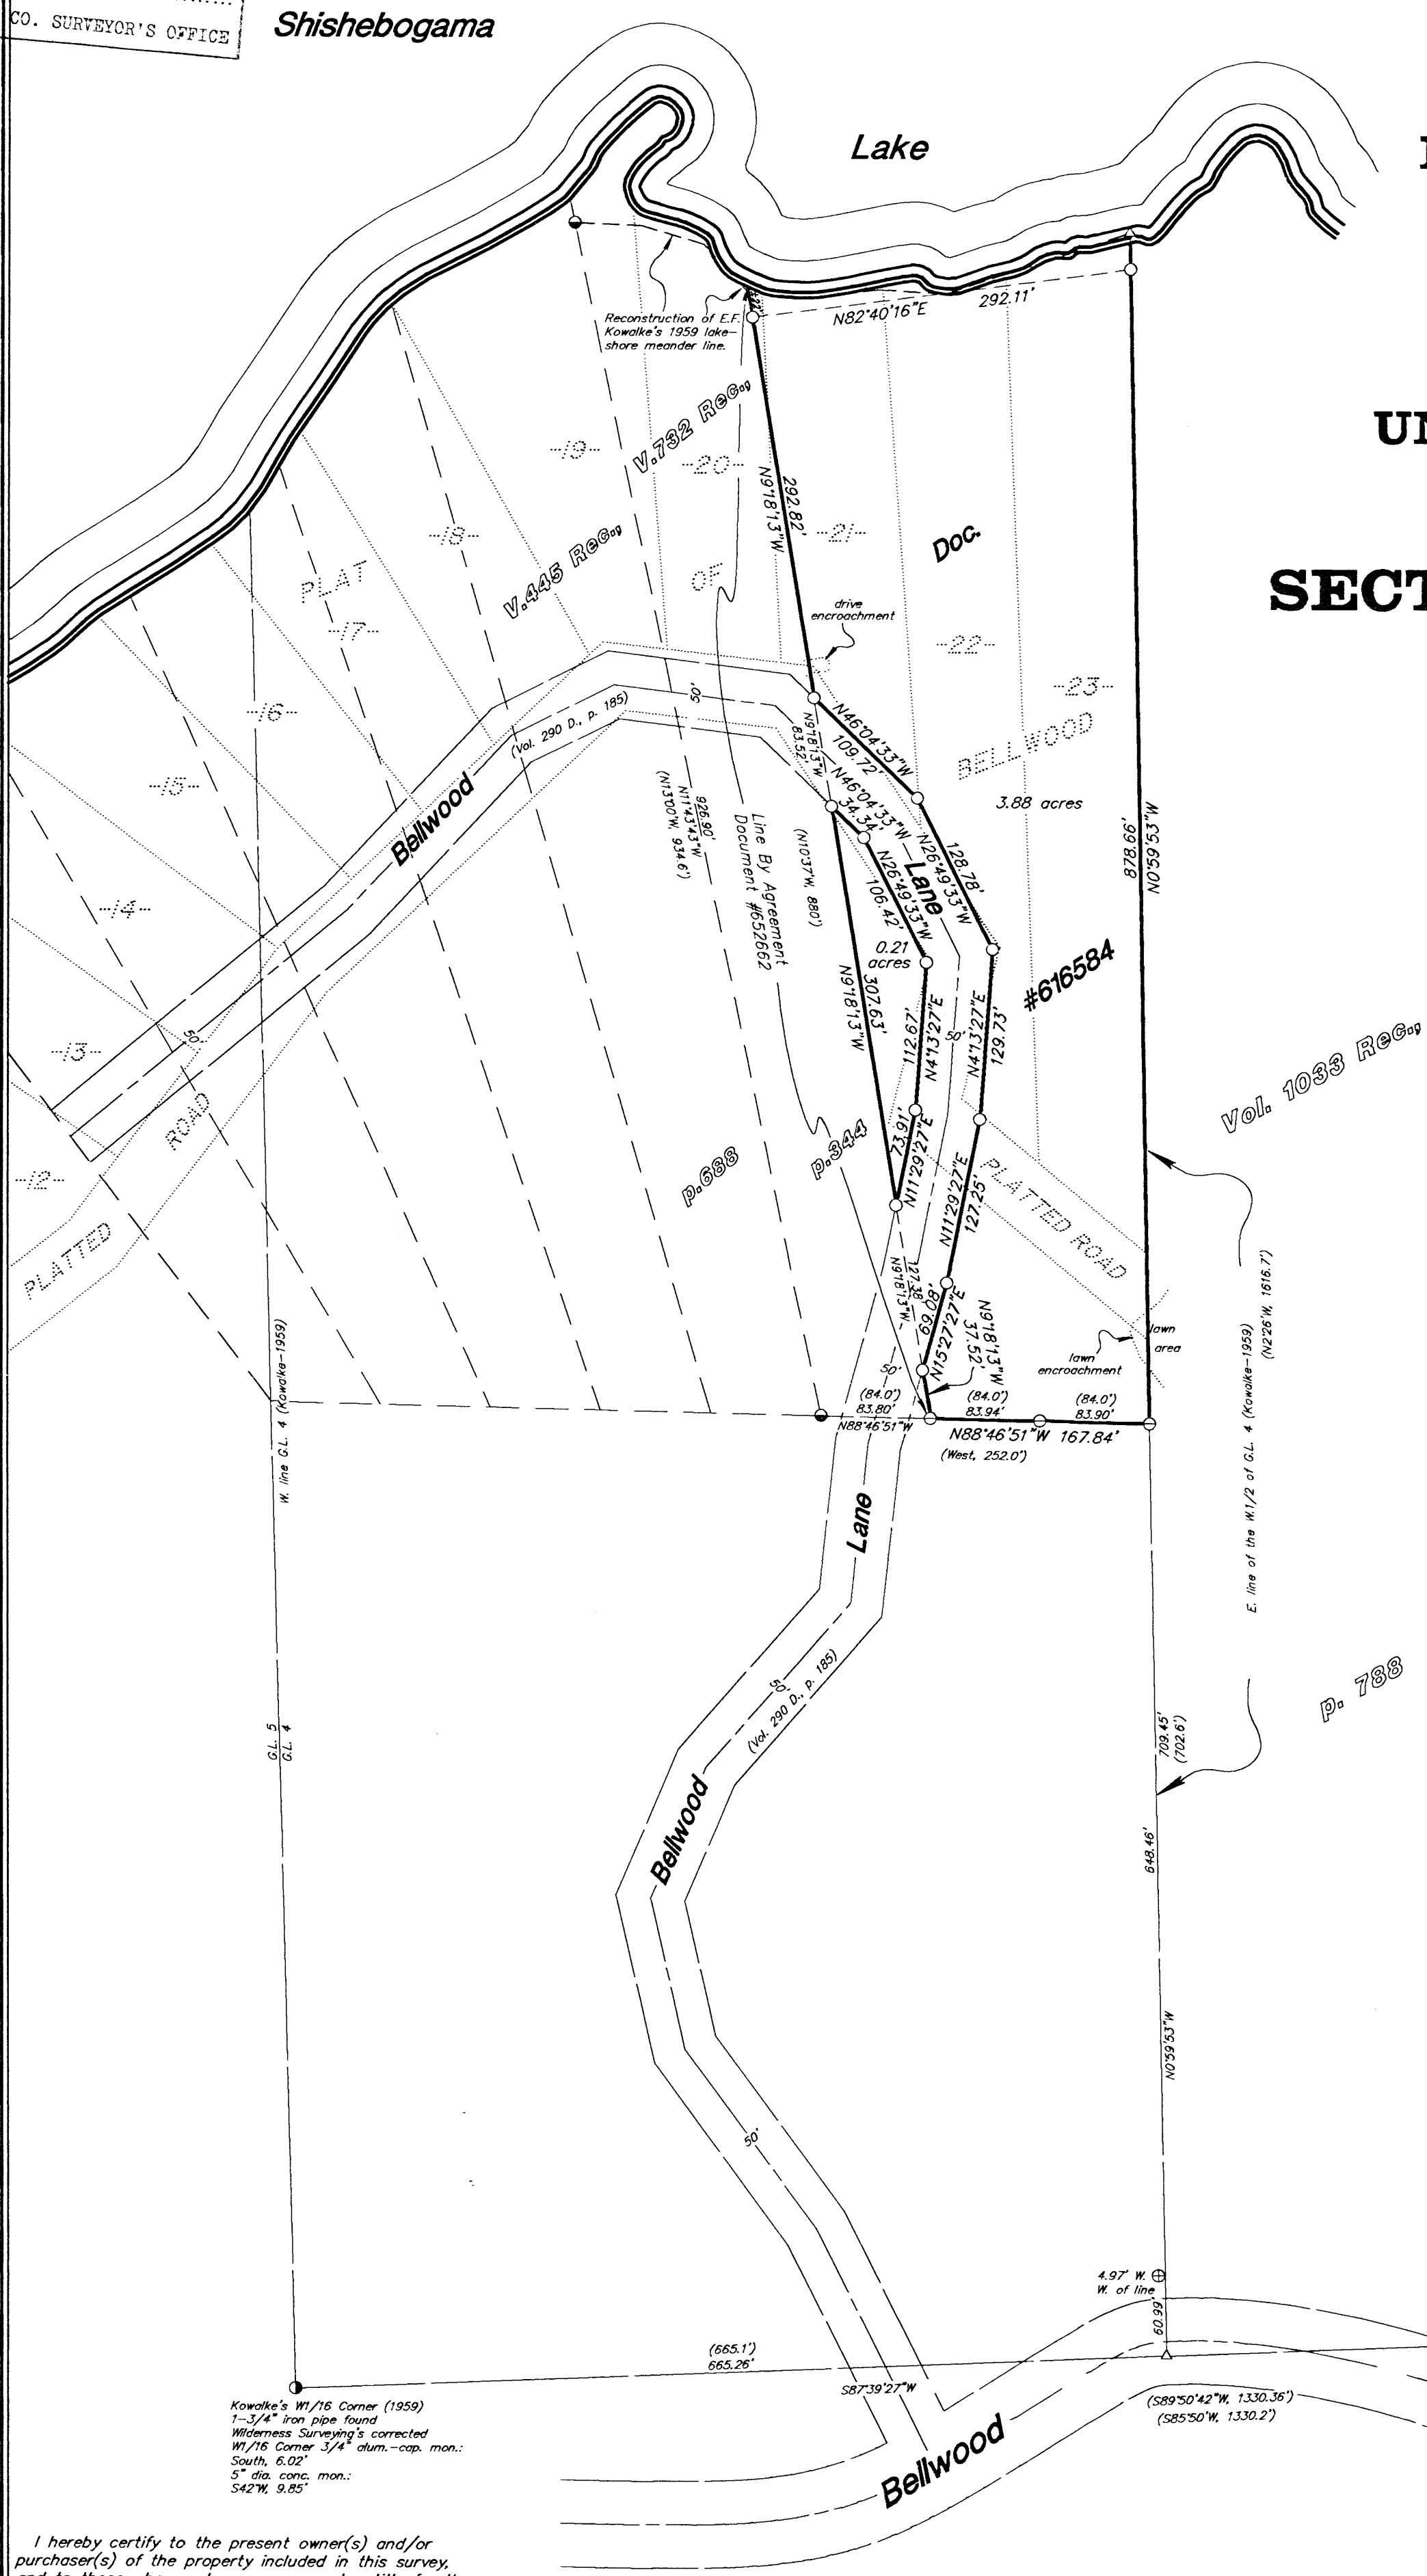 CO. SURVEYOR'S OFFICE
Shishebogama
Lake
UN
SECT
Reconstruction of E.F.
Kowalke's 1959 lake-
shore meander line.
N82°40'16"E
292.11'
-19-
V.732 Rec.,
-20-
N9°18'13"W
292.82'
-21-
Doc.
-18-
V.445 Rec.,
PLAT
OF
-17-
drive
encroachment
-22-
-23-
-16-
50'
(Vol. 290 D., p. 185)
N9°18'13"W
83.52'
N46°04'33"W
109.72'
BELLWOOD
3.88 acres
-15-
Bellwood
926.90'
N11°43'43"W
(N13°00'W, 934.6')
Line By Agreement
Document #652662
(N10°37'W, 880')
N46°04'33"W
34.34'
Lane
N26°49'33"W
128.78'
N26°49'33"W
106.42'
878.66'
N0°59'53"W
-14-
0.21
acres
#616584
N9°18'13"W
307.63'
112.67'
N4°13'27"E
50'
N4°13'27"E
129.73'
50'
-13-
ROAD
Vol. 1033 Rec.,
-12-
p.688
p.344
73.91'
N11°29'27"E
N11°29'27"E
127.25'
PLATTED ROAD
PLATTED
127.38'
N9°18'13"W
69.08'
N15°27'27"E
N9°18'13"W
37.52'
lawn
encroachment
lawn
area
W. line G.L. 4 (Kowalke-1959)
E. line of the W.1/2 of G.L. 4 (Kowalke-1959)
(N2°26'W, 1616.7')
50'
(84.0')
83.80'
N88°46'51"W
(84.0')
83.94'
(84.0')
83.90'
N88°46'51"W 167.84'
(West, 252.0')
Lane
50'
(Vol. 290 D., p. 185)
p. 788
G.L. 5
G.L. 4
709.45'
(702.6')
Bellwood
648.46'
N0°59'53"W
50'
4.97' W.
W. of line
60.99'
(665.1')
665.26'
S87°39'27"W
(S89°50'42"W, 1330.36')
(S85°50'W, 1330.2')
Kowalke's W1/16 Corner (1959)
1-3/4" iron pipe found
Wilderness Surveying's corrected
W1/16 Corner 3/4" alum.-cap. mon.:
South, 6.02'
5" dia. conc. mon.:
S42°W, 9.85'
Bellwood
I hereby certify to the present owner(s) and/or
purchaser(s) of the property included in this survey,